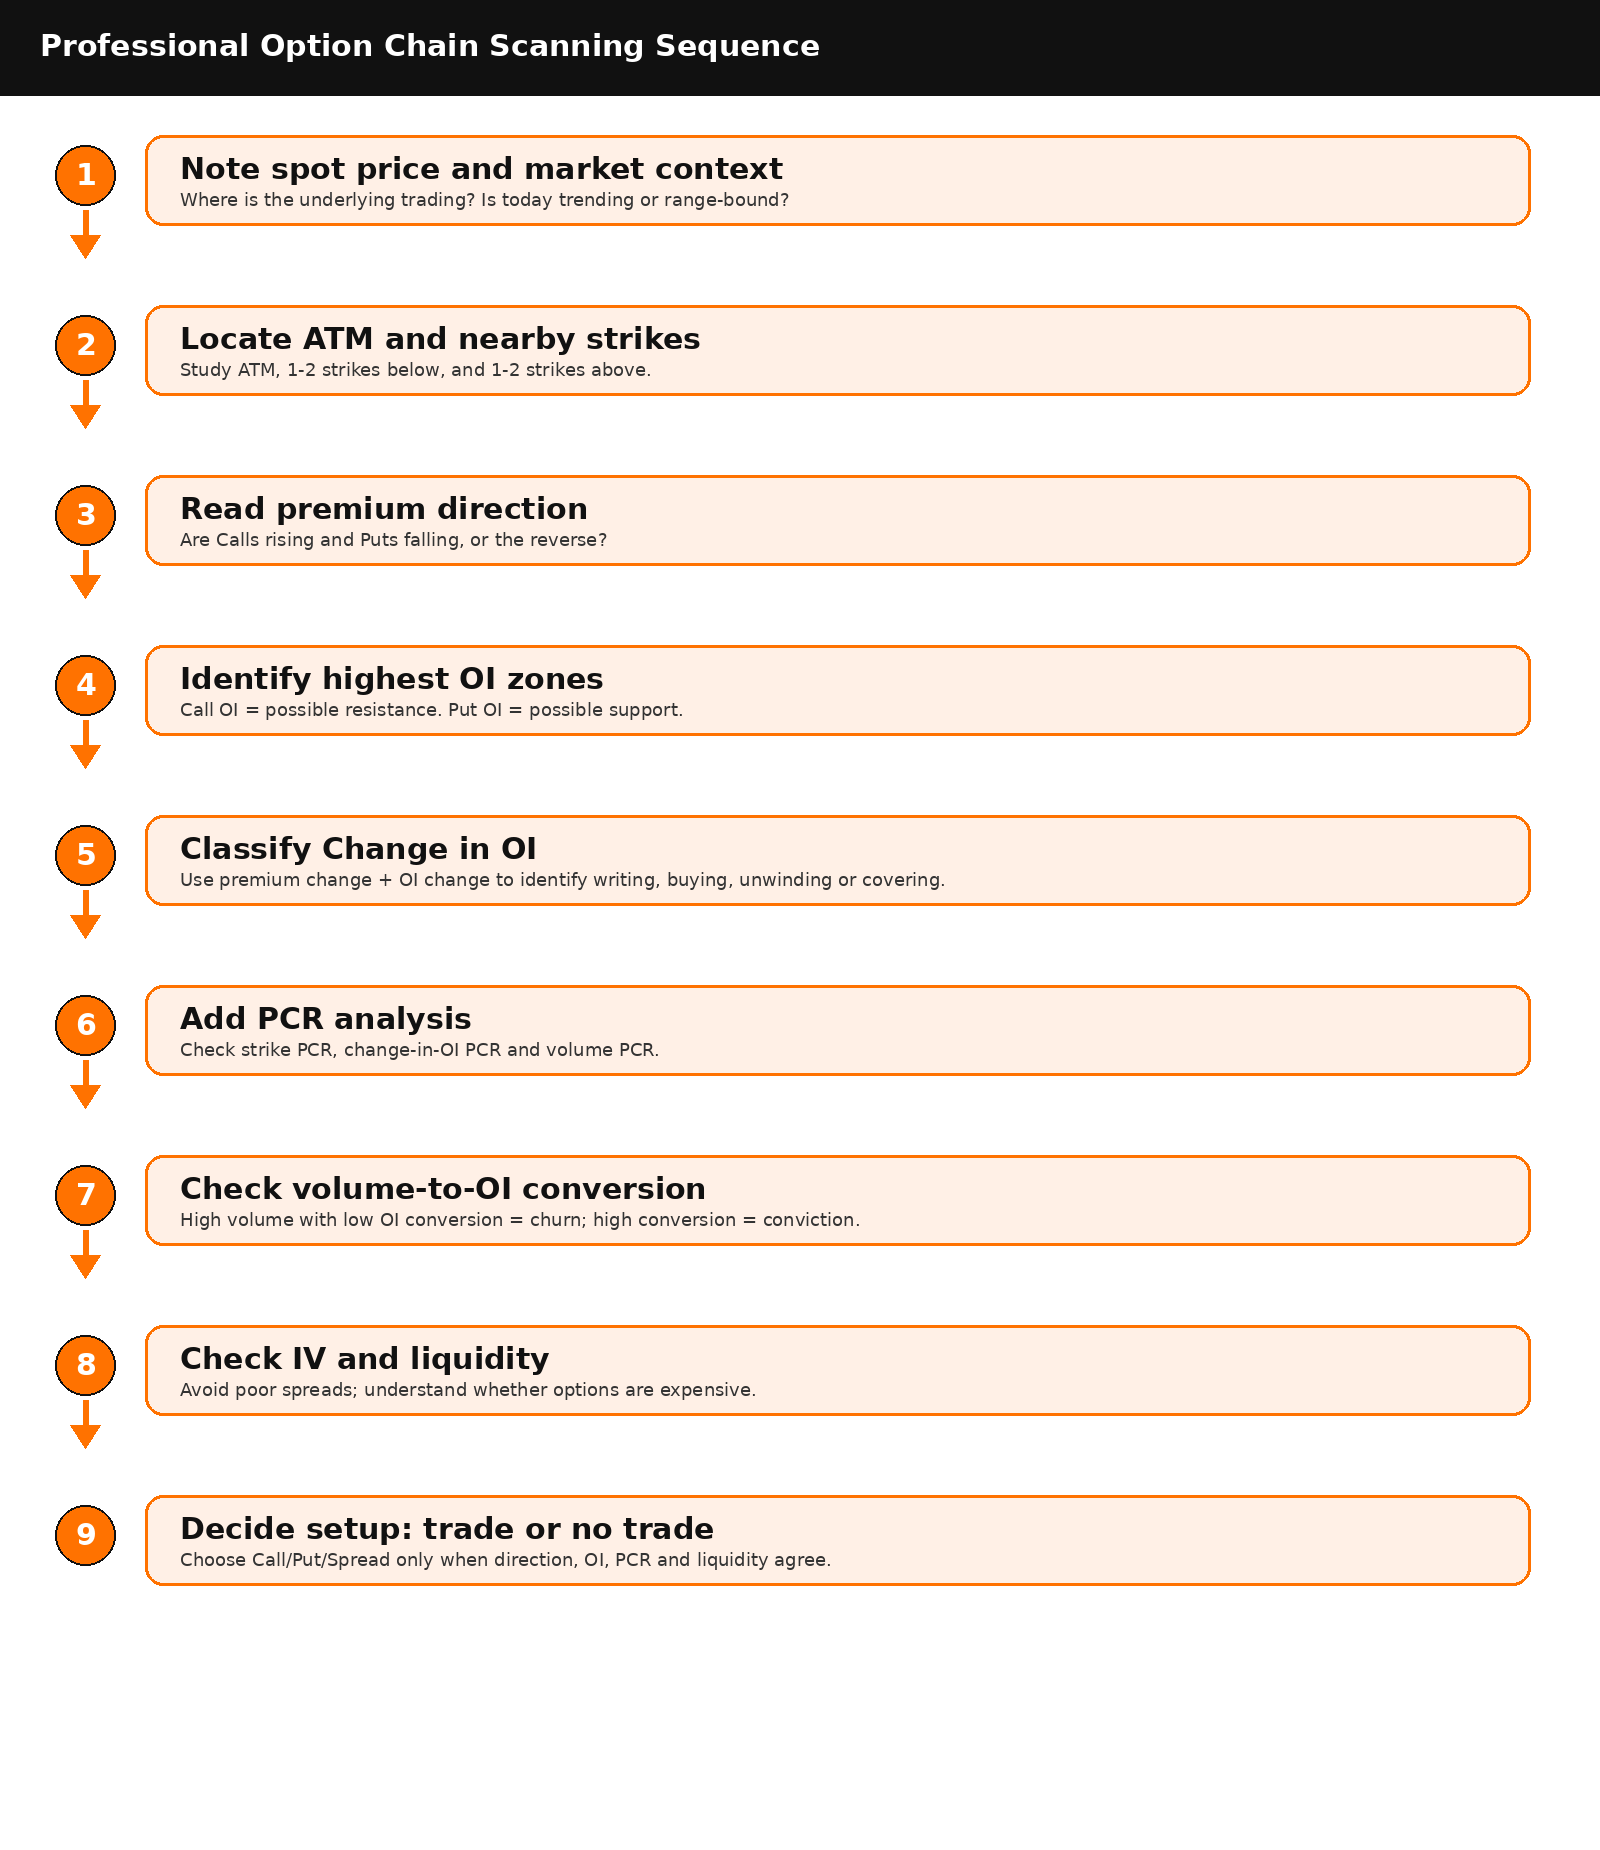 Professional Option Chain Scanning Sequence
1
Note spot price and market context
Where is the underlying trading? Is today trending or range-bound?
2
Locate ATM and nearby strikes
Study ATM, 1-2 strikes below, and 1-2 strikes above.
3
Read premium direction
Are Calls rising and Puts falling, or the reverse?
4
Identify highest OI zones
Call OI = possible resistance. Put OI = possible support.
5
Classify Change in OI
Use premium change + OI change to identify writing, buying, unwinding or covering.
6
Add PCR analysis
Check strike PCR, change-in-OI PCR and volume PCR.
7
Check volume-to-OI conversion
High volume with low OI conversion = churn; high conversion = conviction.
8
Check IV and liquidity
Avoid poor spreads; understand whether options are expensive.
9
Decide setup: trade or no trade
Choose Call/Put/Spread only when direction, OI, PCR and liquidity agree.